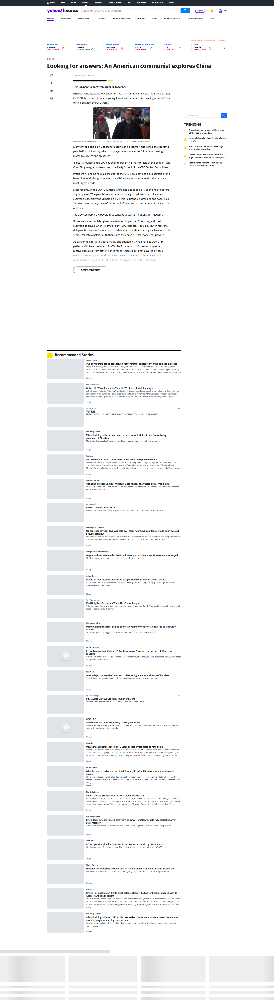 HOME MAIL NEWS FINANCE SPORTS ENTERTAINMENT LIFE SHOPPING YAHOO PLUS MORE...
yahoo!finance
Search for news, symbols or companies
Sign in
Mail
Finance Watchlists My Portfolio Screeners Yahoo Finance Plus Markets News Personal Finance Cryptocurrencies More
U.S. markets open in 4 hours 21 minutes
S&P Futures
4,277.00
-3.50 (-0.08%)
Dow Futures
34,183.00
+19.00 (+0.06%)
Nasdaq Futures
14,484.00
-28.50 (-0.20%)
Russell 2000 Futures
2,313.10
-3.10 (-0.13%)
Crude Oil
72.11
-0.80 (-1.10%)
Gold
1,769.10
-11.60 (-0.65%)
CISION
Looking for answers: An American communist explores China
June 12, 2021 · 3 min read
This is a news report from chinadaily.com.cn.
BEIJING, June 12, 2021 /PRNewswire/ -- As the Communist Party of China celebrates
its 100th birthday this year, a young American communist is traveling around China
to find out how the CPC works.
Ian Goodrum is traveling around China to find out how the CPC works. [Photo/chinadaily.com.cn]
Many of the people Ian Goodrum talked to on his journey mentioned the country's
people-first philosophy, which has played a key role in the CPC's century-long
march to success and greatness.
"Since its founding, the CPC has been representing the interests of the people," said
Chen Shuguang, a professor from the Party School of the CPC Central Committee.
President Xi Jinping has said the goal of the CPC is to meet people's aspiration for a
better life. With this goal in mind, the CPC always stays in tune with the people's
most urgent needs.
Most recently, in the COVID-19 fight, China has put people's lives and health before
anything else. "'The people' we say here has a very broad meaning. It includes
everyone, especially the vulnerable like senior citizens, children and the poor," said
Tao Wenzhao, deputy dean of the School of Marxism Studies at Renmin University
of China.
Tao also compared the people-first concept to Western notions of "freedom".
"It seems some countries give consideration to people's 'freedom', and treat
everyone as equals when it comes to anti-virus polices," Tao said. "But in fact, the
rich people have much more options while the poor, though enjoying 'freedom' as it
seems, fall into a helpless situation since they have neither money nor power."
As part of its efforts to treat all fairly and equitably, China provides COVID-19
patients with free treatment. All COVID-19 patients, confirmed or suspected,
receive subsidies from state finance for any medical bills not covered by basic
medical insurance, serious disease insurance or the medical assistance fund.
Additionally, China gives COVID-19 vaccines to all citizens free of charge.
Story continues
Quote Lookup
TRENDING
1. Second quarter earnings will be a replay
of the first: Morning Brief
2. EU watchdog takes deep dive into banks'
use of tech
3. Euro zone sentiment hits 21-year-high
with further reopening
4. GLOBAL MARKETS-Stock markets on
edge over Delta virus variant, Fed policy
5. Stocks Mixed on Delta Strain Jitters;
Dollar Gains: Markets Wrap
Recommended Stories
Miami Herald
Two days before condo collapse, a pool contractor photographed this damage in garage
There was nothing unusual about the lobby and pool area at Champlain Towers South condo, which
looked clean and well maintained to a commercial pool contractor who visited the building last Tuesday,
just 36 hours before half of the building unexpectedly collapsed. Then, he saw the basement-level garage.
13h ago
The Daily Beast
Online, He Was a Romantic. Then He Went on a Racist Rampage.
Suffolk County District Attorney/HandoutInvestigators concluded that the surveillance video of 28-year-
old Nathan Allen clutching a semi-automatic pistol on a Winthrop, Massachusetts, street on Saturday
afternoon is an image of murderous racism in action.They noted that Allen walked gun in hand past...
4h ago
Ad • U.S. Soy
了解差异
最近的一项研究表明，美国大豆毛油在加工方面具有明显竞争优势。了解分析结果。
The Independent
Miami building collapse: Man says he has received 16 silent calls from missing
grandparents' landline
More than 150 people still unaccounted for as search and rescue efforts continue
2d ago
Reuters
Mexico sends letter to U.S. to start remediation in disputed GM vote
Mexico has sent the United States a letter that formally kicks off a joint negotiation to resolve a U.S.
complaint over a disputed contract vote at a General Motors Co factory, Mexican officials said on
Monday. Workers had voted in April on whether to keep their current contract, however, halfway throu...
5h ago
Kansas City Star
'You can't just lock up kids': Missouri judge had teens arrested twice. Was it legal?
These "America's Got Talent" favorites say the encounter left them emotionally traumatized and scared.
From Toriano Porter:
23h ago
Ad • PayPal
PayPal Commerce Platform.
Accept more payment types, provide protection, and more —no matter where they are.
Washington Examiner
FBI searched cave for Civil War gold over fears Pennsylvania officials would claim it, court
documents show
The FBI obtained a warrant to search a Pennsylvania cave for fabled Civil War gold without permission of
state officials over concerns they would claim it as lost property, court documents show.
10h ago
Raleigh News and Observer
14-year-old was assaulted at 2018 Halloween party, NC cops say. Now 6 men are charged
Multiple people at the party recorded the assault, police said.
11h ago
Yahoo Sports
UConn pitcher recounts harrowing escape from South Florida condo collapse
Justin Willis and his family walked out to the hallway to find a neighboring apartment gone and holes
where elevators used to be.
1d ago
Ad • Worldemand
Mad Neighbor Got Karma When The Couple Bought...
After so much drama and many police visits, she got the upper hand. Who would've thought that a small
piece of paper has such power?
The Independent
Miami building collapse: 'Failure point' at bottom of condo could have led to crash, say
experts
CCTV footage so far suggests a structural failure of Champlain Towers South
21h ago
WCVB - Boston
Retired Massachusetts State Police trooper, Air Force veteran victims of Winthrop
shooting
A memorial for Dave Green and Ramona Cooper continues to grow, as their deaths are being investigated
as a possible hate crime.
11h ago
The Week
Over 2 days, L.A. teen becomes U.S. citizen and graduates at the top of her class
Over 2 days, L.A. teen becomes U.S. citizen and graduates at the top of her class
5h ago
Ad • Novelodge
Place A Bag On Your Car Mirror When Traveling
Brilliant Car Cleaning Hacks Local Dealers Wish You Didn't Know
WABC – NY
Man shot during another jewelry robbery in Inwood
Police are investigating another jewelry robbery and shooting in Inwood, this one that left a 23-year-old
man with multiple gunshot wounds.
12h ago
TheGrio
Massachusetts fatal shooting of 2 Black people investigated as hate crime
Ramona Cooper was shot three times in the back, while David Green was "executed" and shot a total of
seven times. The slaying of two African Americans in Winthrop, Massachusetts is now being investigated
as a hate crime after the discovery of "troubling white supremacist rhetoric" belonging to the shooter....
19h ago
Miami Herald
Why the search and rescue mission following the Miami Beach area condo collapse is
unique
The tragic collapse of Champlain Towers South condominium presents Miami-Dade Fire Rescue with
search and rescue difficulties as multilayered as the rubble that used to be 12 floors of apartments and a
lobby.
1d ago
The Daily Beast
Robert Durst's Brother to Jury: 'He'd Like to Murder Me'
Al Seib/Pool via ReutersFor the first time in 20 years, billionaire real estate developer Douglas Durst was
in the same room with his nightmare of a brother, Robert Durst, on Monday.And he made it clear there is
no love lost between them."He'd like to murder me," Douglas Durst told jurors in Robert Durst's Los...
9h ago
The Independent
Gwen Berry defends herself after turning away from flag: 'People rally patriotism over
basic morality'
Number of Republican lawmakers hit out at athlete calling for her removal from Olympic team
13h ago
CoinDesk
BTC-e Operator Vinnik's Five-Year Prison Sentence Upheld by Court: Report
Vinnik was successful in one aspect: The court exempted him from a fine of 100,000 euros.
2d ago
MarketWatch
Supreme Court declines to hear case on remote workers and out-of-state income tax
The issue of 'multistate tax incoherence' isn't going away, one taxpayer advocacy group said.
12h ago
The Root
United Nations Human Rights Chief Releases Report Calling for Reparations as a Way to
Address Anti-Black Racism
The murder of George Floyd last year was the unexpected catalyst for the current state of race relations
not only in America, but the world as well. His death spurred a historic report by the human rights chief
for the United Nations that is calling on countries to fight harder against anti-Black racism and to "mak...
10h ago
The Independent
Miami building collapse: Official who assured residents block was safe doesn't remember
receiving engineer warnings, reports say
Records show Surfside offical said building in good shape despite reviewing engineer report outlined
major repairs
12h ago